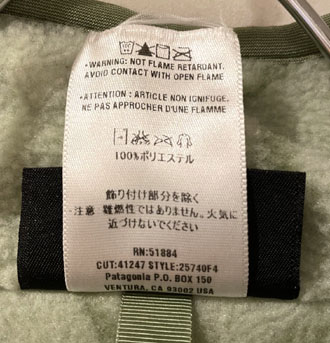 • WARNING: NOT FLAME RETARDANT.
AVOID CONTACT WITH OPEN FLAME
• ATTENTION : ARTICLE NON IGNIFUGE.
NE PAS APPROCHER D'UNE FLAMME
100%ポリエステル
飾り付け部分を除く
・注意 難燃性ではありません。火気に
近づけないでください
RN:51884
CUT:41247 STYLE:25740F4
Patagonia P.O. BOX 150
VENTURA, CA 93002 USA